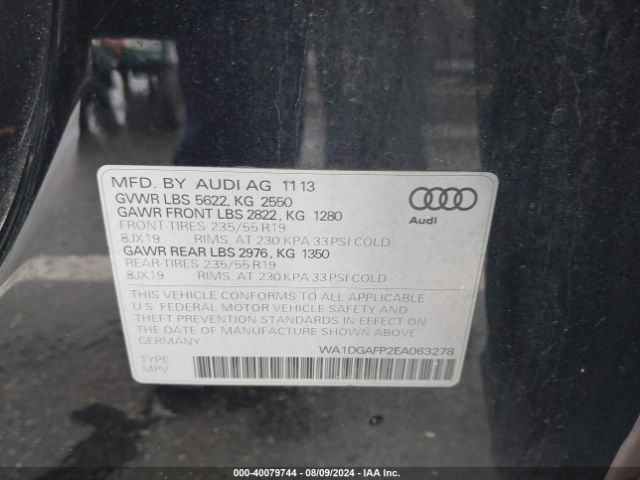 MFD. BY AUDI AG 11 13
GVWR LBS 5622, KG 2550
GAWR FRONT LBS 2822, KG 1280
FRONT-TIRES 235/55 R19
8JX19 RIMS, AT 230 KPA 33 PSI COLD
GAWR REAR LBS 2976, KG 1350
REAR-TIRES 235/55 R19
8JX19 RIMS, AT 230 KPA 33 PSI COLD
Audi
THIS VEHICLE CONFORMS TO ALL APPLICABLE
U.S. FEDERAL MOTOR VEHICLE SAFETY AND
THEFT PREVENTION STANDARDS IN EFFECT ON
THE DATE OF MANUFACTURE SHOWN ABOVE.
GERMANY
WA1DGAFP2EA063278
TYPE:
MPV
000-40079744 — 08/09/2024 — IAA Inc.